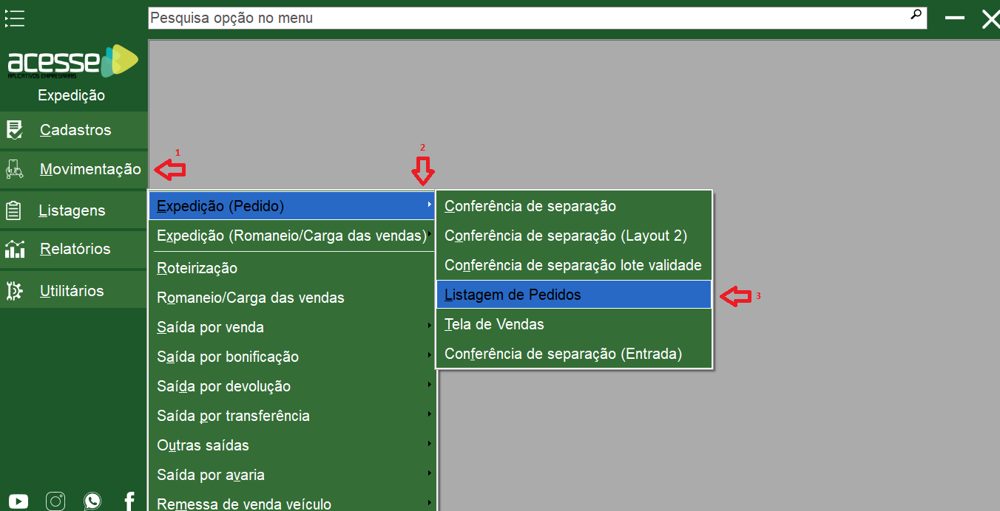 Pesquisa opção no menu
acesse
APLICATIVOS EMPRESARIAIS
Expedição
Cadastros
Movimentação
Listagens
Relatórios
Utilitários
1
2
Expedição (Pedido)
Expedição (Romaneio/Carga das vendas)
Roteirização
Romaneio/Carga das vendas
Saída por venda
Saída por bonificação
Saída por devolução
Saída por transferência
Outras saídas
Saída por avaria
Remessa de venda veículo
Conferência de separação
Conferência de separação (Layout 2)
Conferência de separação lote validade
Listagem de Pedidos
3
Tela de Vendas
Conferência de separação (Entrada)